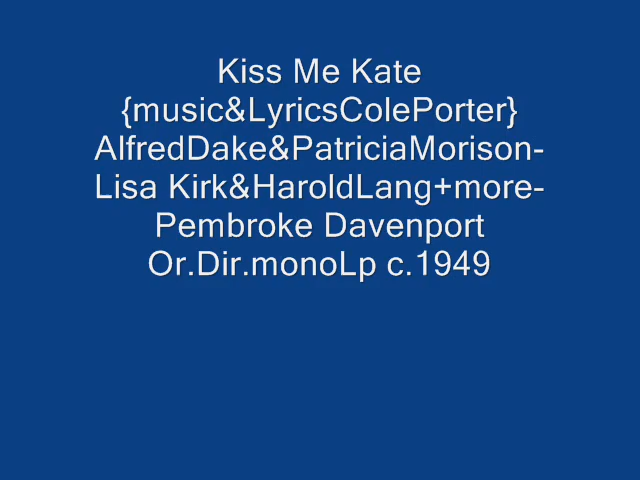 Kiss Me Kate
{music&LyricsColePorter}
AlfredDake&PatriciaMorison-
Lisa Kirk&HaroldLang+more-
Pembroke Davenport
Or.Dir.monoLp c.1949